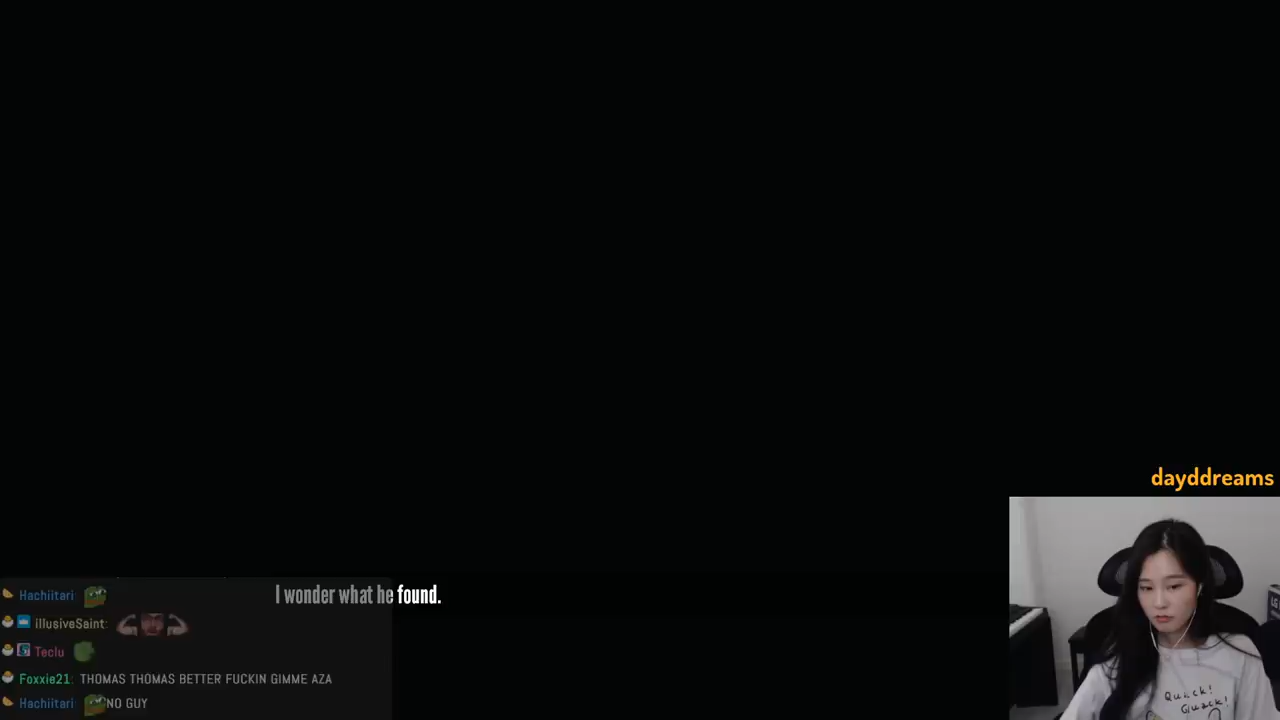 dayddreams
Hachiitari:
I wonder what he found.
illusiveSaint:
Teclu
Foxxie21: THOMAS THOMAS BETTER FUCKIN GIMME AZA
Hachiitari: NO GUY
Quick!
Quack!